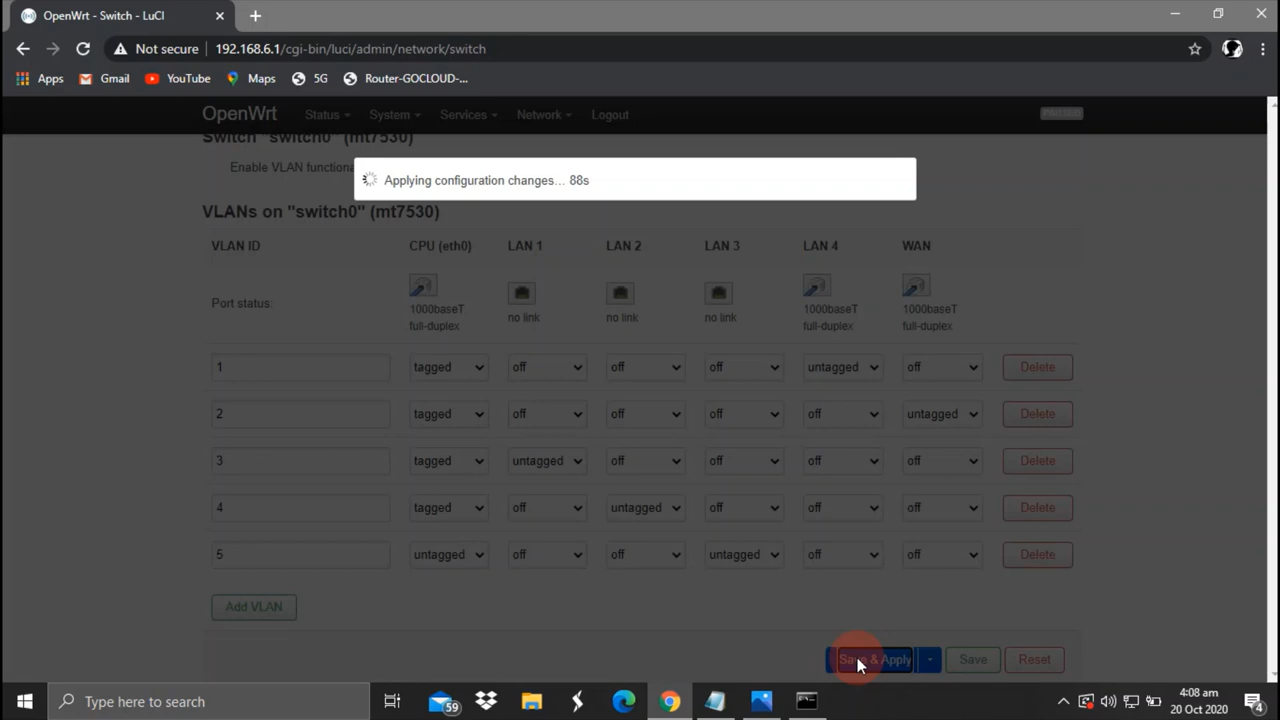 OpenWrt - Switch - LuCI
Not secure 192.168.6.1/cgi-bin/luci/admin/network/switch
Apps Gmail YouTube Maps 5G Router-GOCLOUD-...
OpenWrt Status System Services Network Logout
Switch "switch0" (mt7530)
Enable VLAN functiona
Applying configuration changes… 88s
VLANs on "switch0" (mt7530)
VLAN ID CPU (eth0) LAN 1 LAN 2 LAN 3 LAN 4 WAN
Port status: 1000baseT full-duplex no link no link no link 1000baseT full-duplex 1000baseT full-duplex
1 tagged off off off untagged off Delete
2 tagged off off off off untagged Delete
3 tagged untagged off off off off Delete
4 tagged off untagged off off off Delete
5 untagged off off untagged off off Delete
Add VLAN
Save & Apply Save Reset
Type here to search
59
4:08 am
20 Oct 2020
4